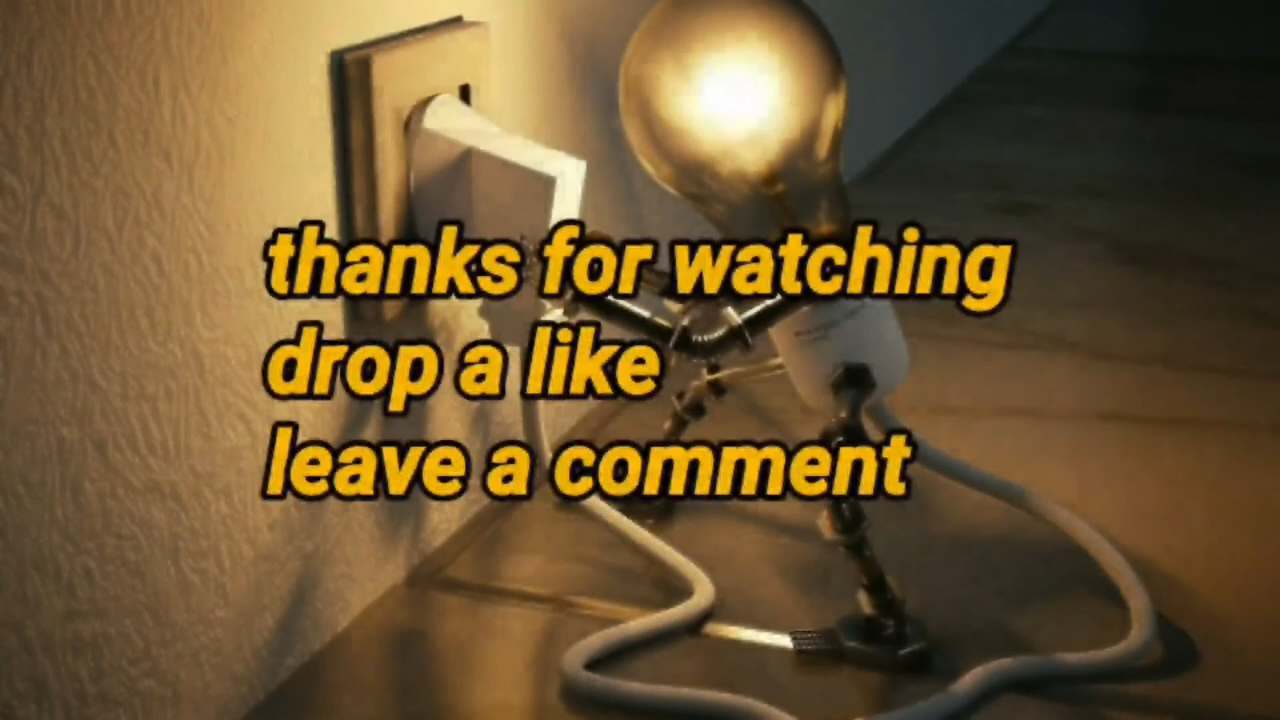 thanks for watching
drop a like
leave a comment